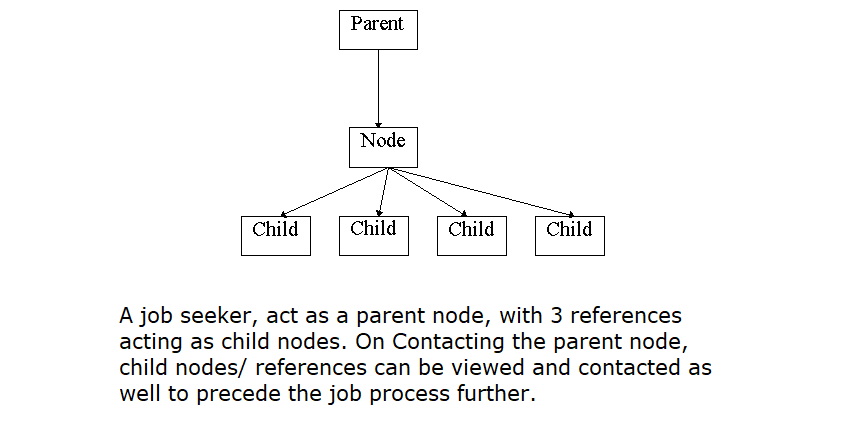 Parent
Node
Child Child Child Child
A job seeker, act as a parent node, with 3 references
acting as child nodes. On Contacting the parent node,
child nodes/ references can be viewed and contacted as
well to precede the job process further.